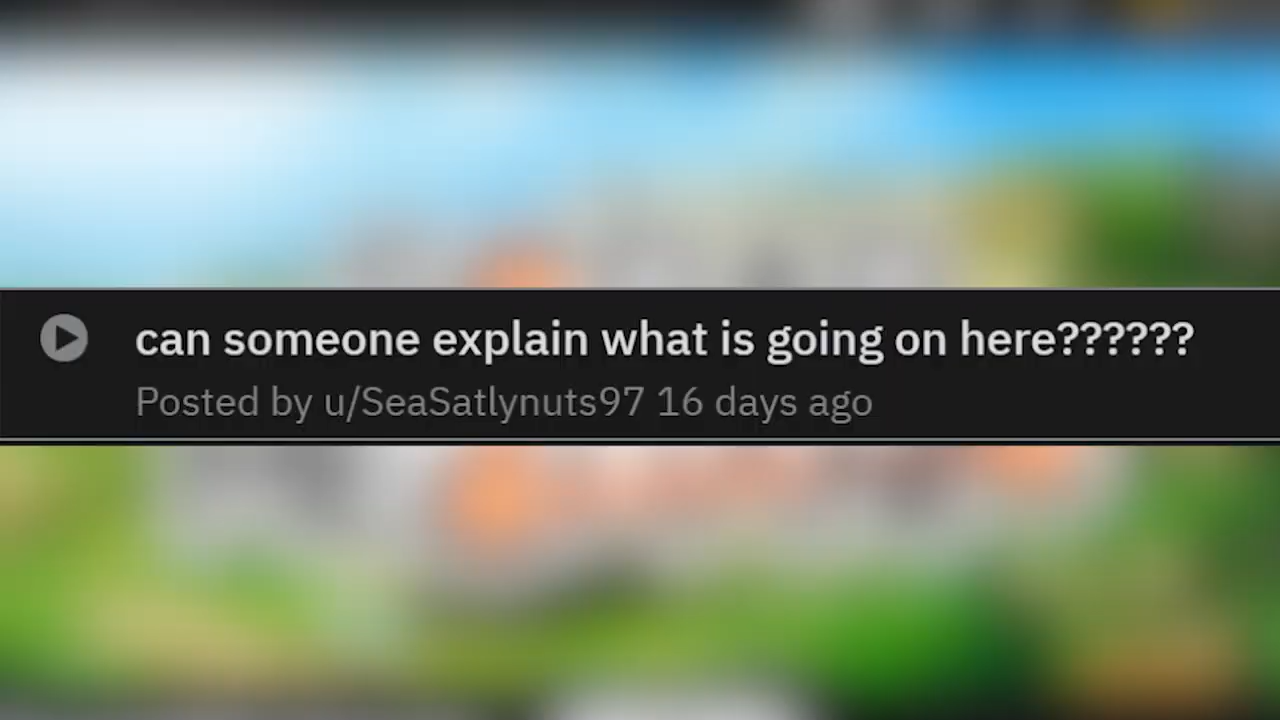 can someone explain what is going on here??????
Posted by u/SeaSatlynuts97 16 days ago